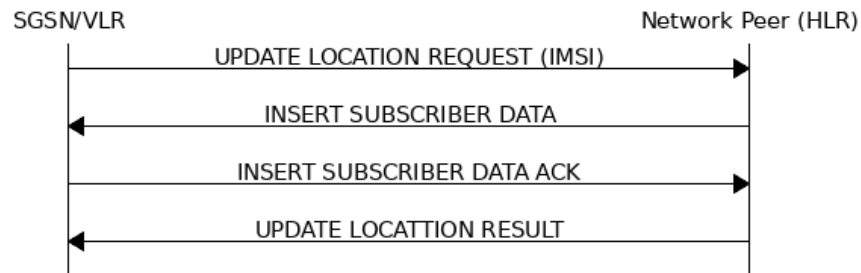 SGSN/VLR
Network Peer (HLR)
UPDATE LOCATION REQUEST (IMSI)
INSERT SUBSCRIBER DATA
INSERT SUBSCRIBER DATA ACK
UPDATE LOCATTION RESULT